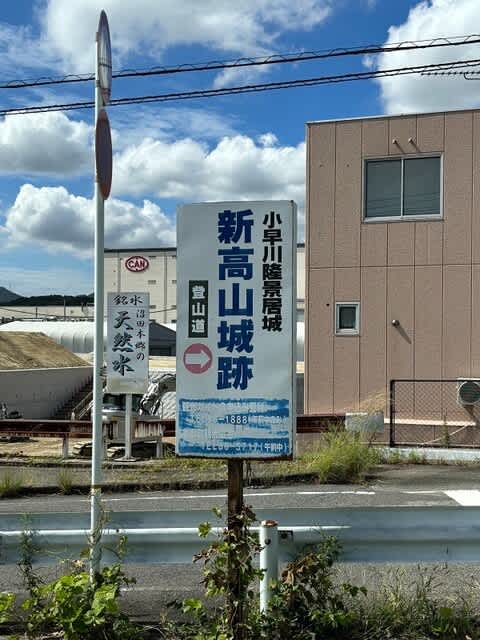 小早川隆景居城
新高山城跡
登山道
銘水
沼田本郷の
天然水
CAN